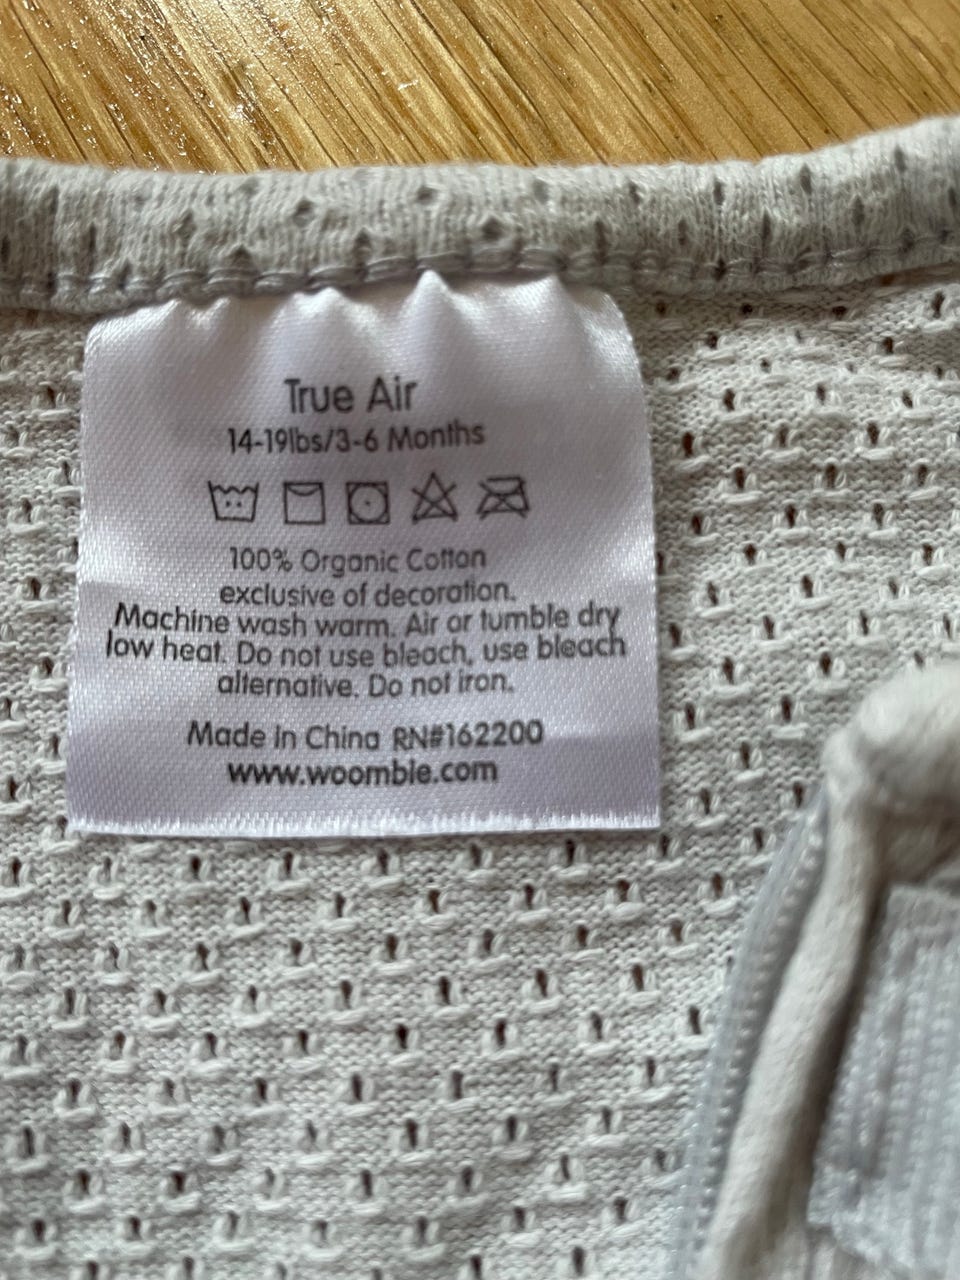 True Air
14-19lbs/3-6 Months
100% Organic Cotton
exclusive of decoration.
Machine wash warm. Air or tumble dry
low heat. Do not use bleach, use bleach
alternative. Do not iron.
Made in China RN#162200
www.woombie.com